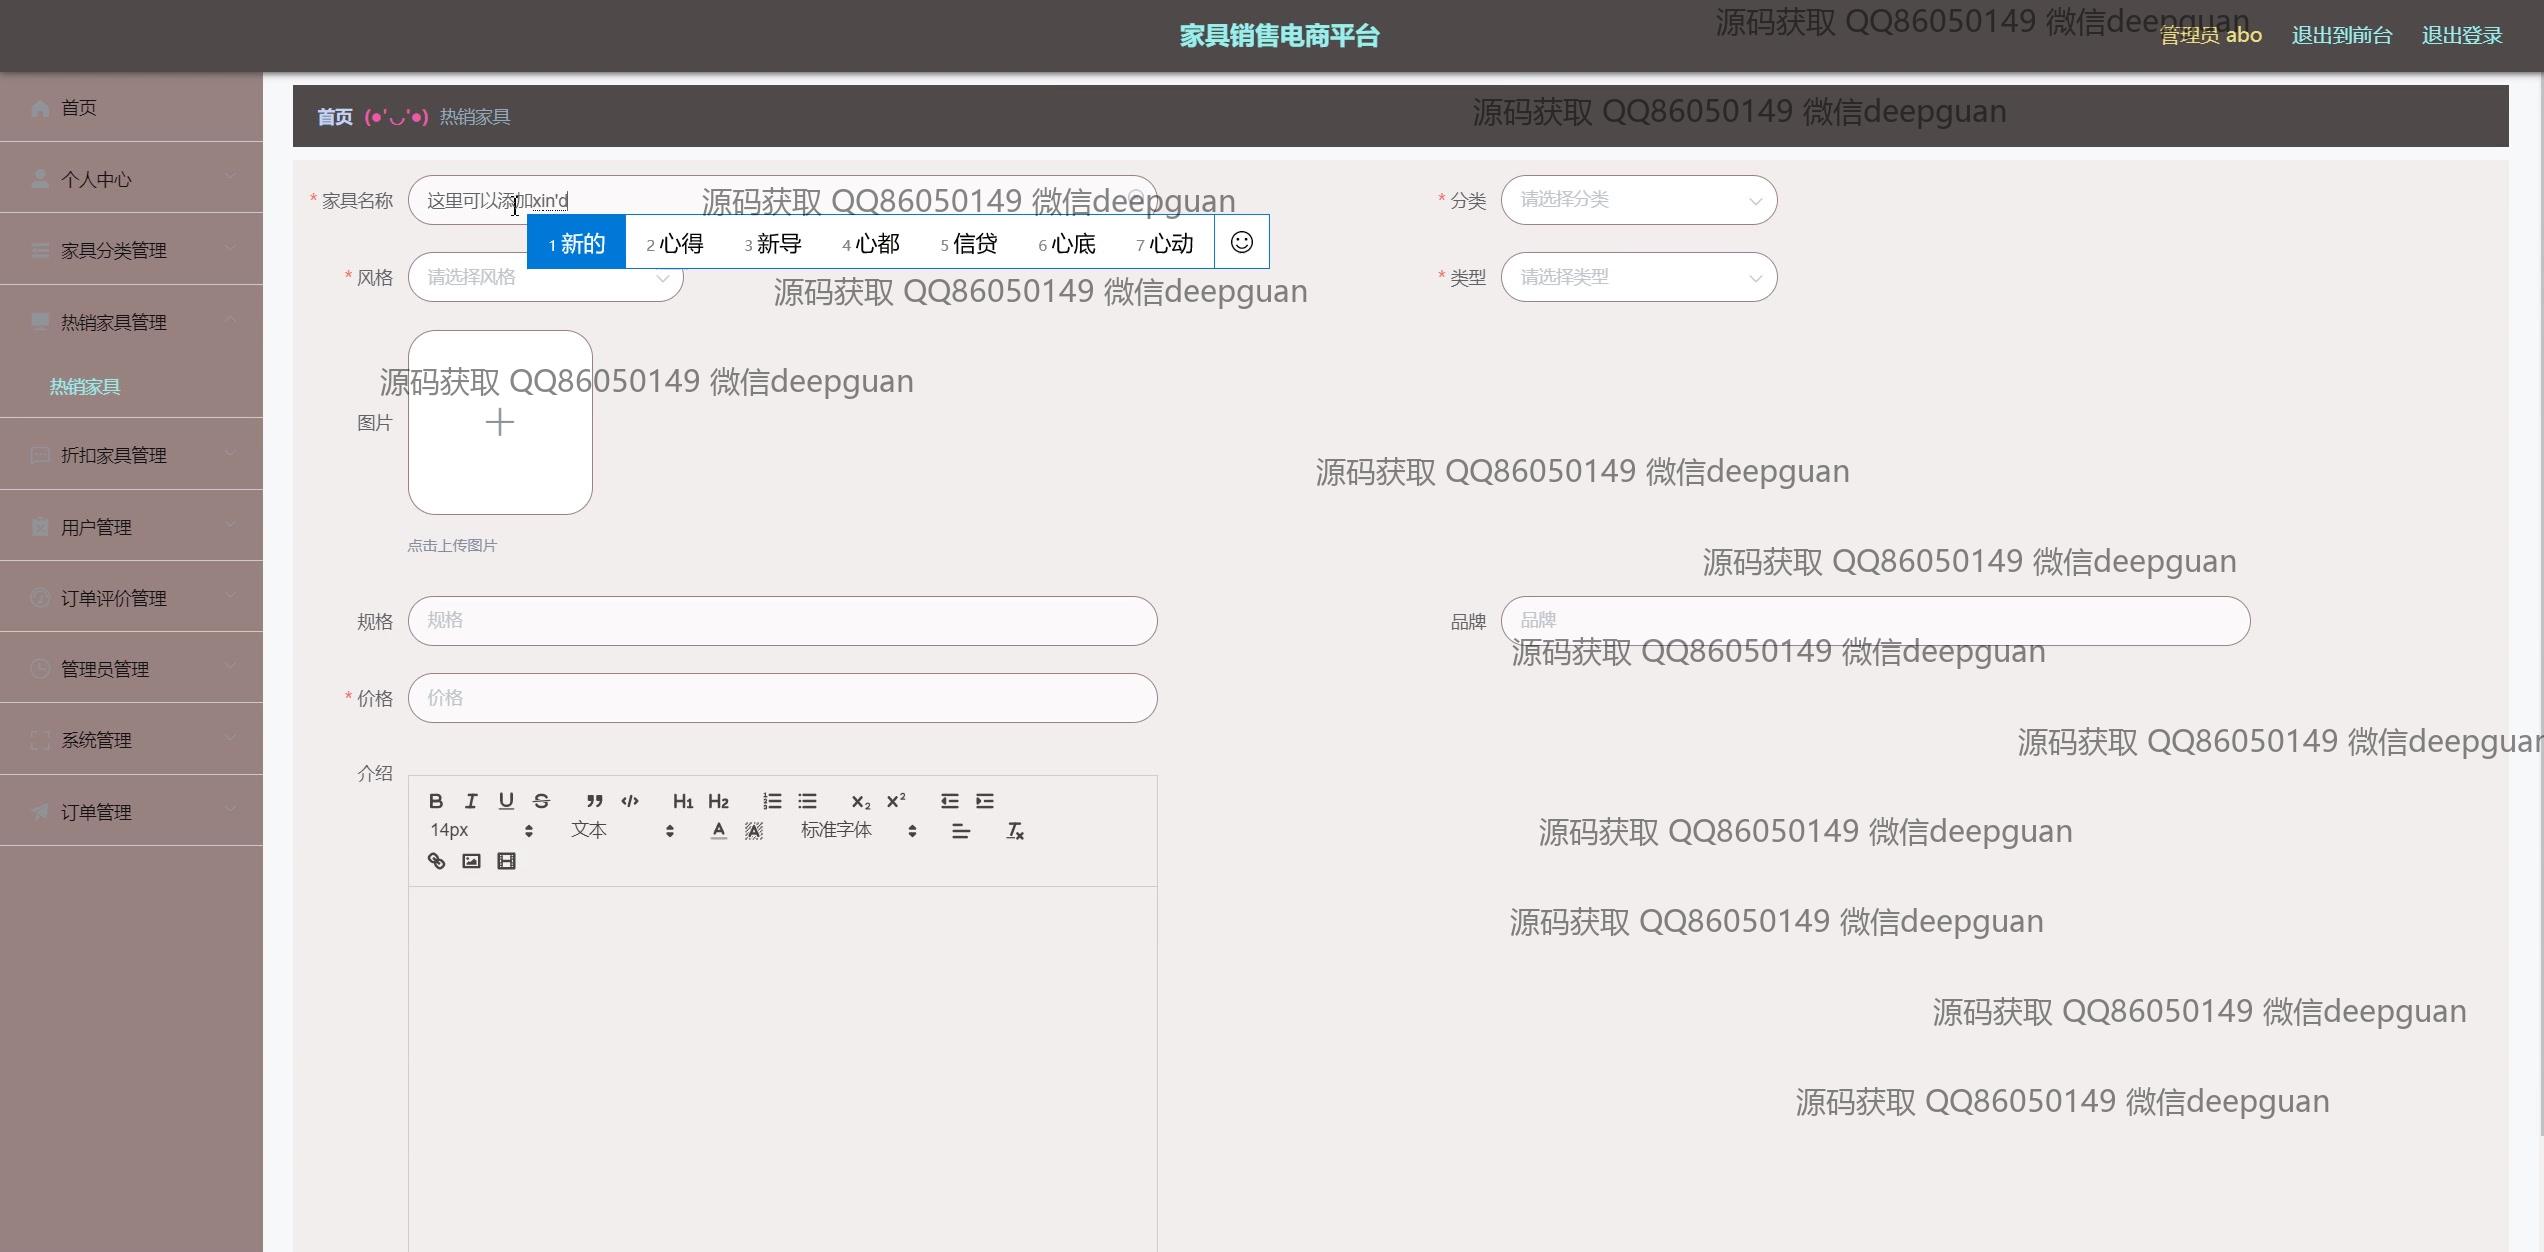 家具销售电商平台
源码获取 QQ86050149 微信deepguan
管理员 abo 退出到前台 退出登录
首页
个人中心
家具分类管理
热销家具管理
热销家具
折扣家具管理
用户管理
订单评价管理
管理员管理
系统管理
订单管理
首页 (●'◡'●) 热销家具
源码获取 QQ86050149 微信deepguan
* 家具名称 这里可以添加xin'd
源码获取 QQ86050149 微信deepguan
* 分类 请选择分类
1 新的 2 心得 3 新导 4 心都 5 信贷 6 心底 7 心动
* 风格 请选择风格
源码获取 QQ86050149 微信deepguan
* 类型 请选择类型
源码获取 QQ86050149 微信deepguan
图片
源码获取 QQ86050149 微信deepguan
点击上传图片
源码获取 QQ86050149 微信deepguan
规格 规格
品牌 品牌
源码获取 QQ86050149 微信deepguan
* 价格 价格
源码获取 QQ86050149 微信deepguan
介绍
B I U S H1 H2 X2 X2
14px 文本 A A 标准字体 Tx
源码获取 QQ86050149 微信deepguan
源码获取 QQ86050149 微信deepguan
源码获取 QQ86050149 微信deepguan
源码获取 QQ86050149 微信deepguan